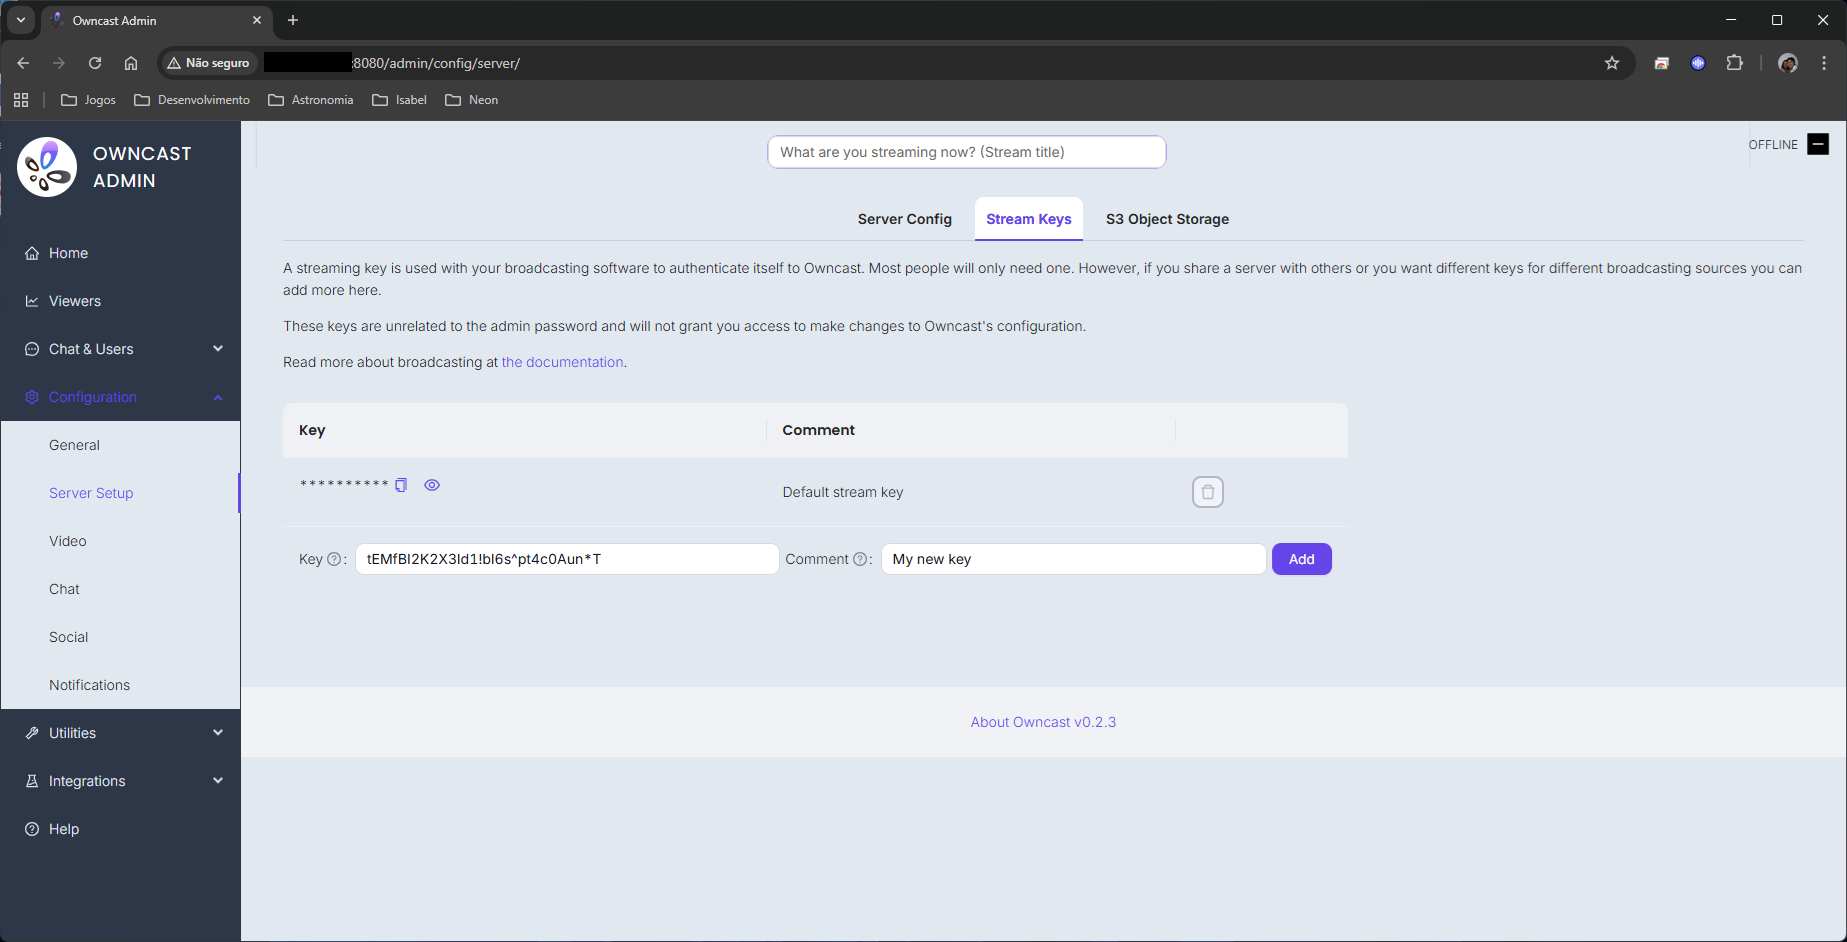 Owncast Admin
Não seguro
:8080/admin/config/server/
Jogos
Desenvolvimento
Astronomia
Isabel
Neon
OWNCAST
ADMIN
What are you streaming now? (Stream title)
OFFLINE
Home
Viewers
Chat & Users
Configuration
General
Server Setup
Video
Chat
Social
Notifications
Utilities
Integrations
Help
Server Config
Stream Keys
S3 Object Storage
A streaming key is used with your broadcasting software to authenticate itself to Owncast. Most people will only need one. However, if you share a server with others or you want different keys for different broadcasting sources you can
add more here.
These keys are unrelated to the admin password and will not grant you access to make changes to Owncast's configuration.
Read more about broadcasting at the documentation.
Key Comment
********** Default stream key
Key : tEMfBI2K2X3Id1!bI6s^pt4c0Aun*T Comment : My new key Add
About Owncast v0.2.3